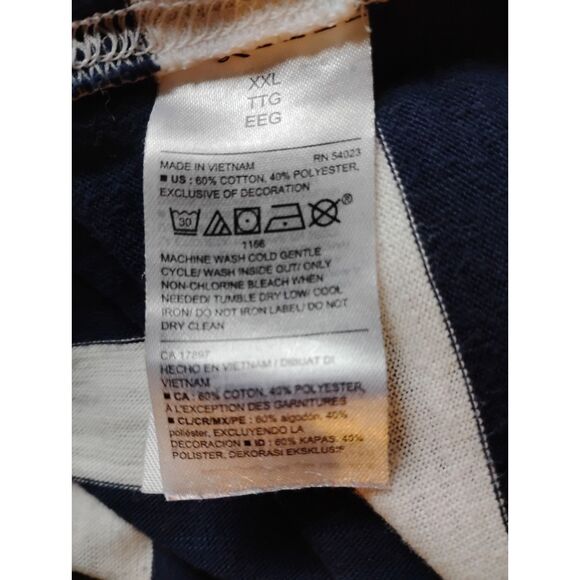 XXL
TTG
EEG
MADE IN VIETNAM RN 54023
■ US : 60% COTTON, 40% POLYESTER,
EXCLUSIVE OF DECORATION
30 ®
1166
MACHINE WASH COLD GENTLE
CYCLE/ WASH INSIDE OUT/ ONLY
NON-CHLORINE BLEACH WHEN
NEEDED/ TUMBLE DRY LOW/ COOL
IRON/ DO NOT IRON LABEL/ DO NOT
DRY CLEAN
CA 17897
HECHO EN VIETNAM / DIBUAT DI
VIETNAM
■ CA : 60% COTON, 40% POLYESTER,
À L'EXCEPTION DES GARNITURES
■ CL/CR/MX/PE : 60% algodón, 40%
poliéster, EXCLUYENDO LA
DECORACION ■ ID : 60% KAPAS, 40%
POLISTER, DEKORASI EKSKLUSIF